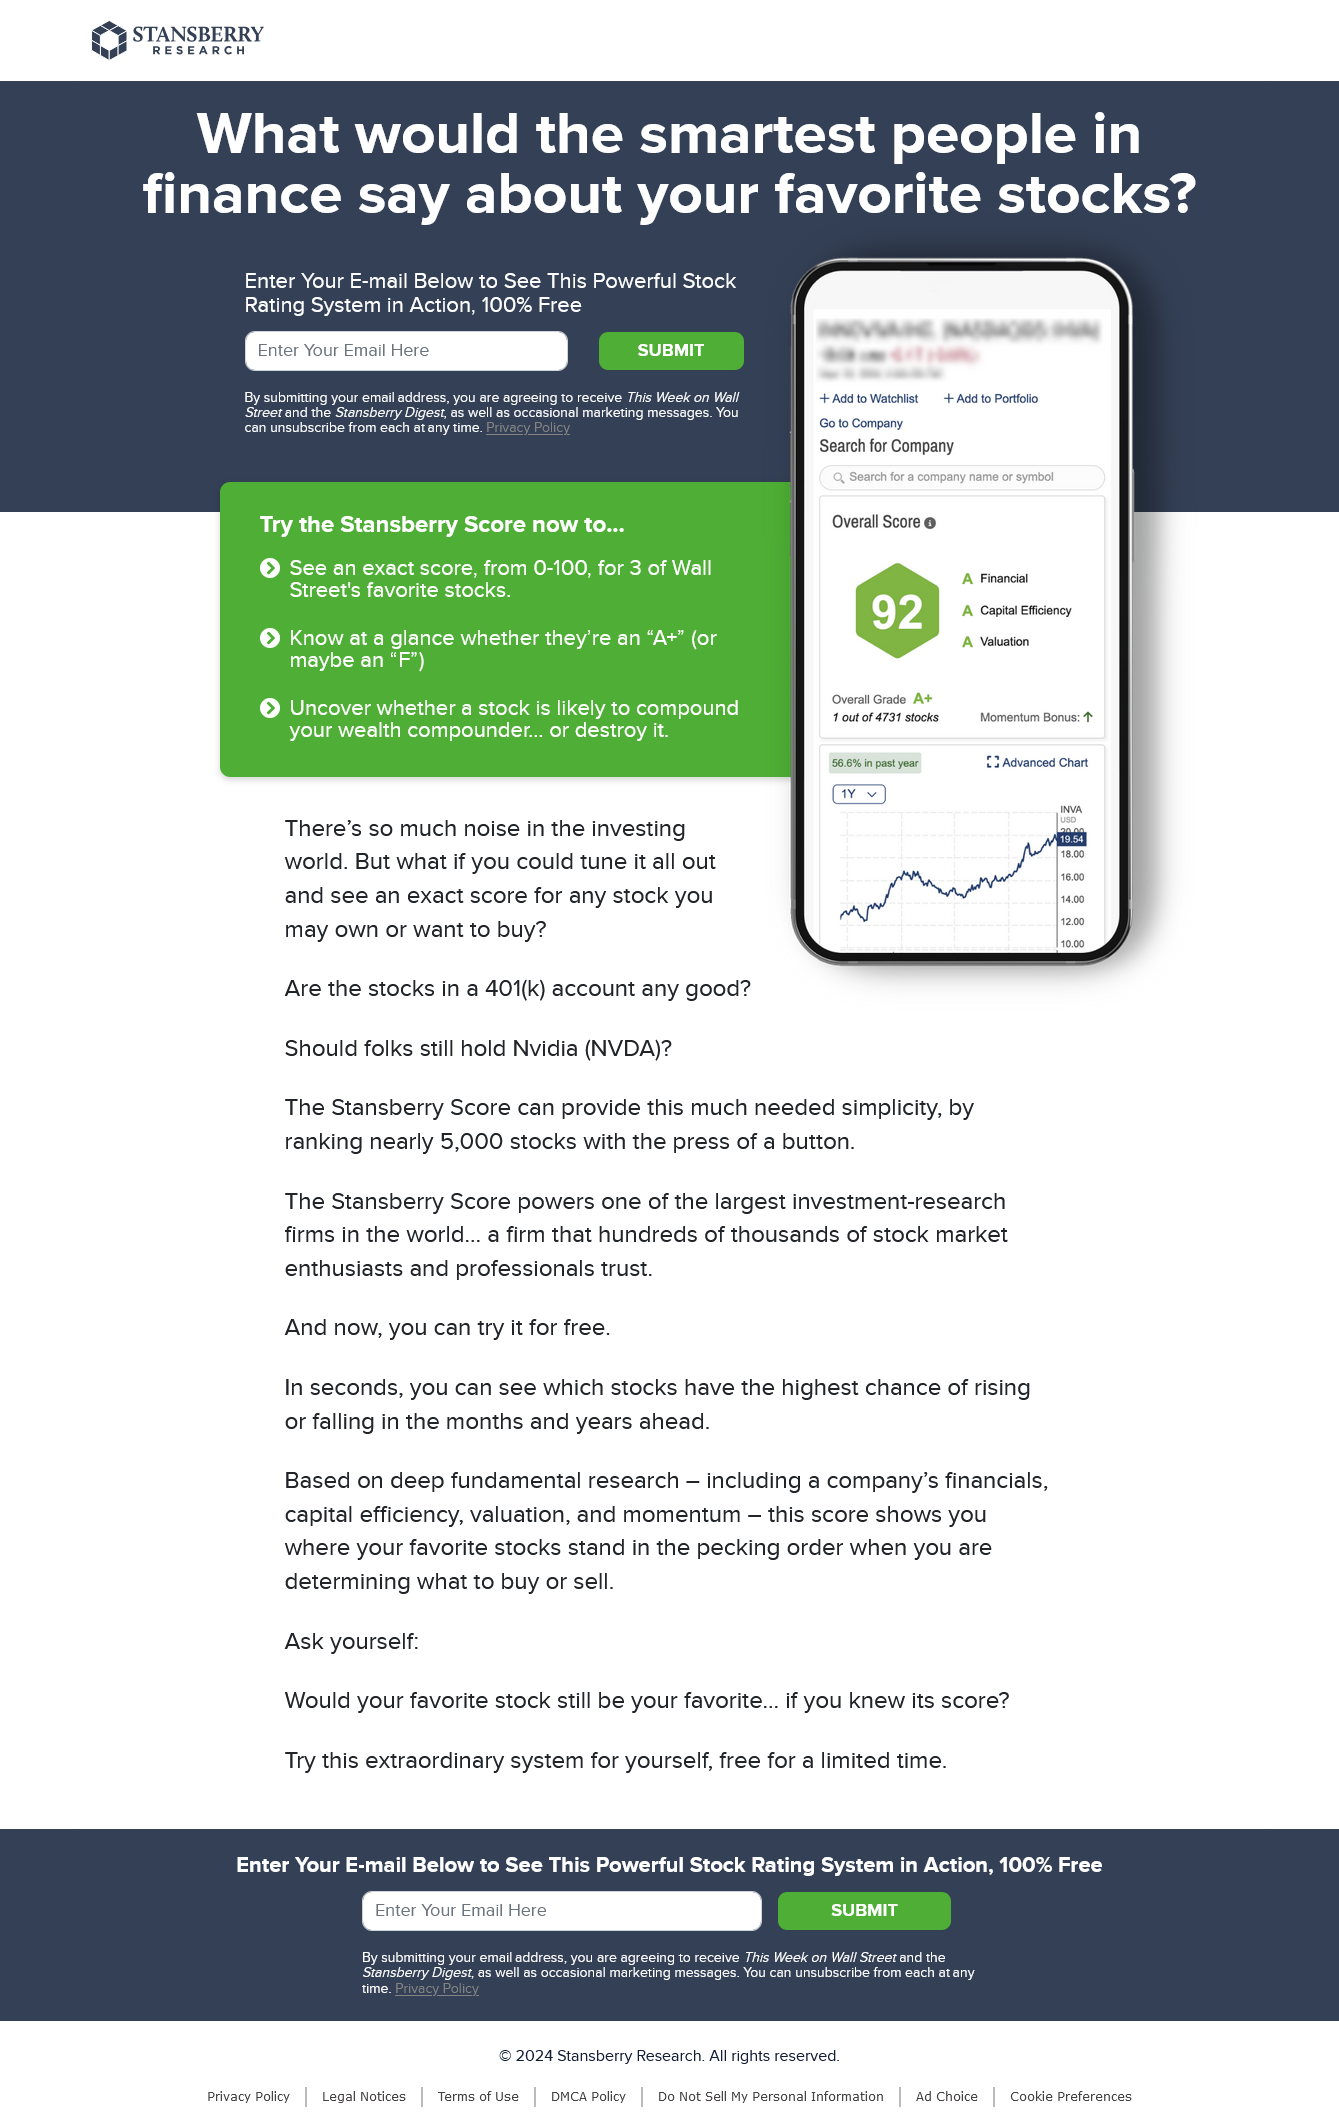 STANSBERRY
RESEARCH
What would the smartest people in
finance say about your favorite stocks?
Enter Your E-mail Below to See This Powerful Stock
Rating System in Action, 100% Free
Enter Your Email Here
SUBMIT
By submitting your email address, you are agreeing to receive This Week on Wall
Street and the Stansberry Digest, as well as occasional marketing messages. You
can unsubscribe from each at any time. Privacy Policy
+ Add to Watchlist
+ Add to Portfolio
Go to Company
Search for Company
Search for a company name or symbol
Overall Score
92
A Financial
A Capital Efficiency
A Valuation
Overall Grade A+
1 out of 4731 stocks
Momentum Bonus:
56.6% in past year
Advanced Chart
1Y
INVA
USD
20.00
19.54
18.00
16.00
14.00
12.00
10.00
Try the Stansberry Score now to...
See an exact score, from 0-100, for 3 of Wall
Street's favorite stocks.
Know at a glance whether they’re an “A+” (or
maybe an “F”)
Uncover whether a stock is likely to compound
your wealth compounder... or destroy it.
There’s so much noise in the investing
world. But what if you could tune it all out
and see an exact score for any stock you
may own or want to buy?
Are the stocks in a 401(k) account any good?
Should folks still hold Nvidia (NVDA)?
The Stansberry Score can provide this much needed simplicity, by
ranking nearly 5,000 stocks with the press of a button.
The Stansberry Score powers one of the largest investment-research
firms in the world... a firm that hundreds of thousands of stock market
enthusiasts and professionals trust.
And now, you can try it for free.
In seconds, you can see which stocks have the highest chance of rising
or falling in the months and years ahead.
Based on deep fundamental research – including a company’s financials,
capital efficiency, valuation, and momentum – this score shows you
where your favorite stocks stand in the pecking order when you are
determining what to buy or sell.
Ask yourself:
Would your favorite stock still be your favorite... if you knew its score?
Try this extraordinary system for yourself, free for a limited time.
Enter Your E-mail Below to See This Powerful Stock Rating System in Action, 100% Free
Enter Your Email Here
SUBMIT
By submitting your email address, you are agreeing to receive This Week on Wall Street and the
Stansberry Digest, as well as occasional marketing messages. You can unsubscribe from each at any
time. Privacy Policy
© 2024 Stansberry Research. All rights reserved.
Privacy Policy
Legal Notices
Terms of Use
DMCA Policy
Do Not Sell My Personal Information
Ad Choice
Cookie Preferences